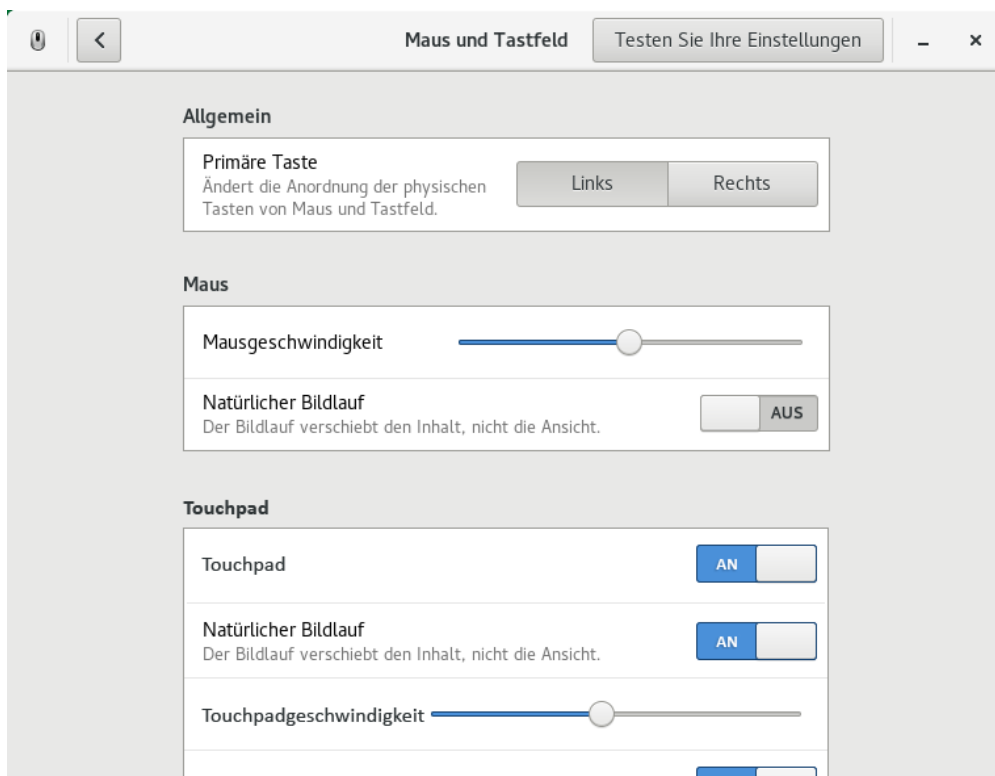 Maus und Tastfeld
Testen Sie Ihre Einstellungen
Allgemein
Primäre Taste
Ändert die Anordnung der physischen
Tasten von Maus und Tastfeld.
Links
Rechts
Maus
Mausgeschwindigkeit
Natürlicher Bildlauf
Der Bildlauf verschiebt den Inhalt, nicht die Ansicht.
AUS
Touchpad
Touchpad
AN
Natürlicher Bildlauf
Der Bildlauf verschiebt den Inhalt, nicht die Ansicht.
AN
Touchpadgeschwindigkeit